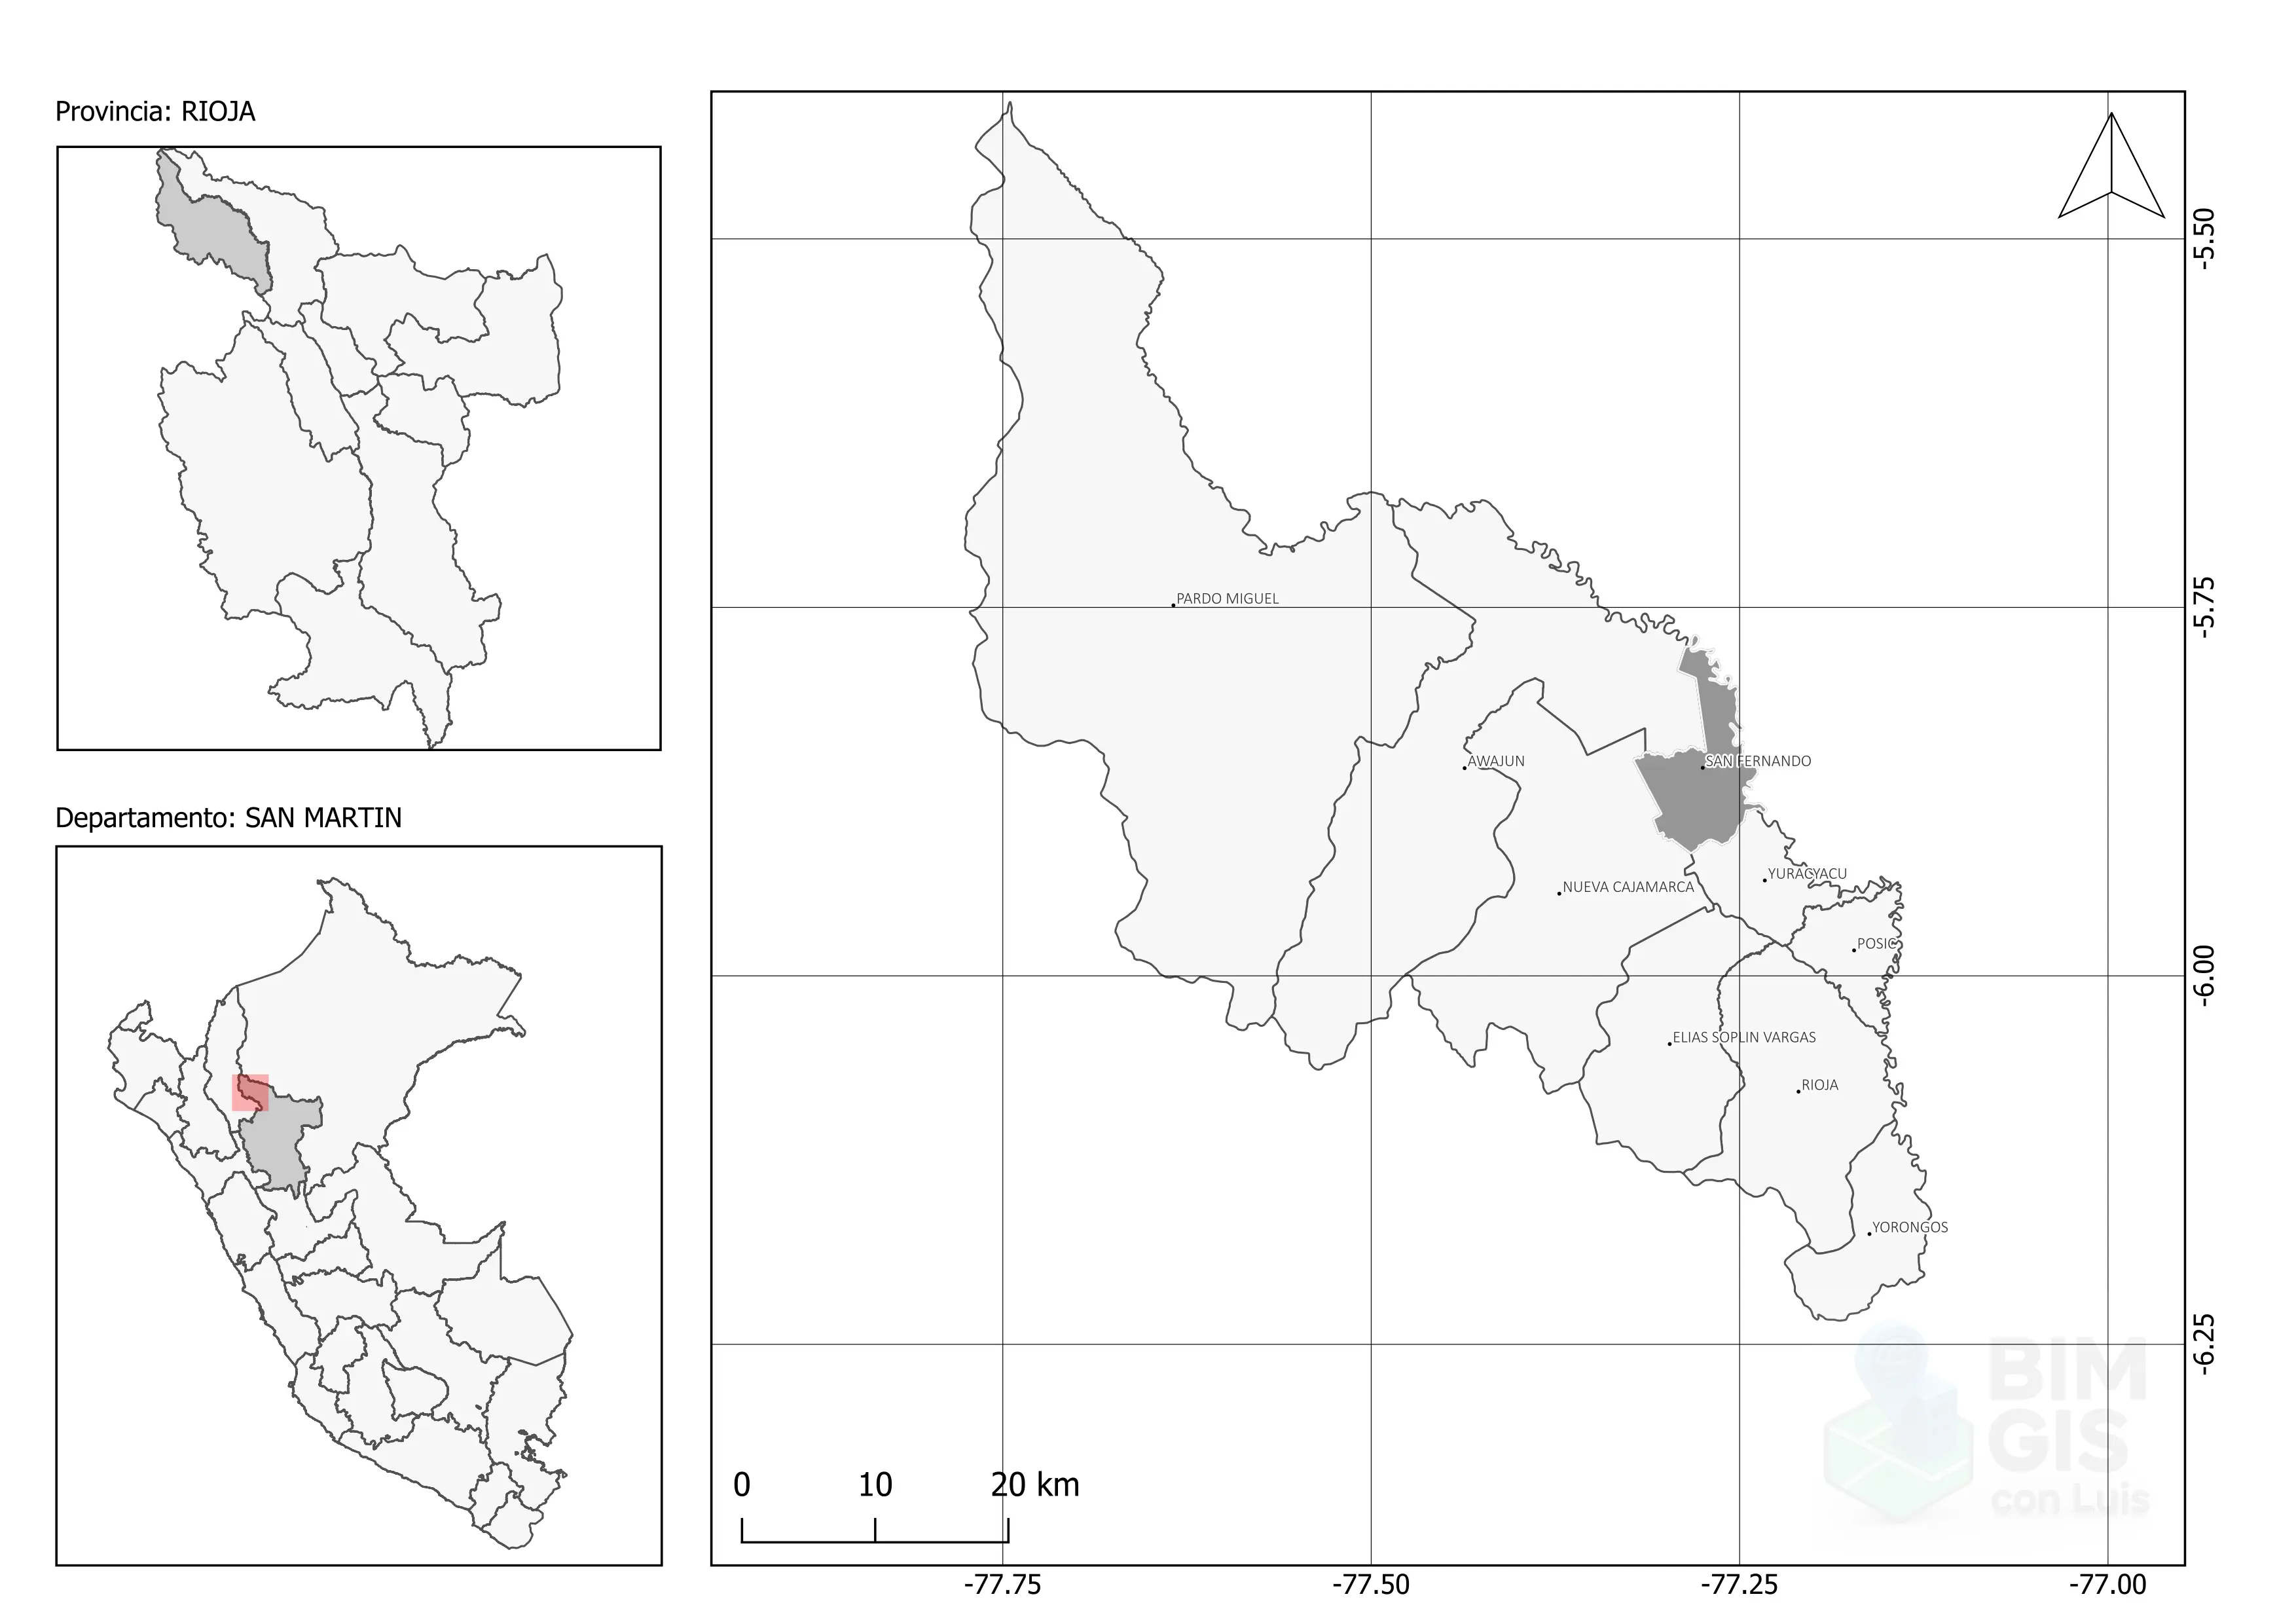 Provincia: RIOJA
Departamento: SAN MARTIN
PARDO MIGUEL
AWAJUN
SAN FERNANDO
NUEVA CAJAMARCA
YURACYACU
POSIC
ELIAS SOPLIN VARGAS
RIOJA
YORONGOS
-5.50
-5.75
-6.00
-6.25
0 10 20 km
-77.75 -77.50 -77.25 -77.00
BIM
GIS
con Luis